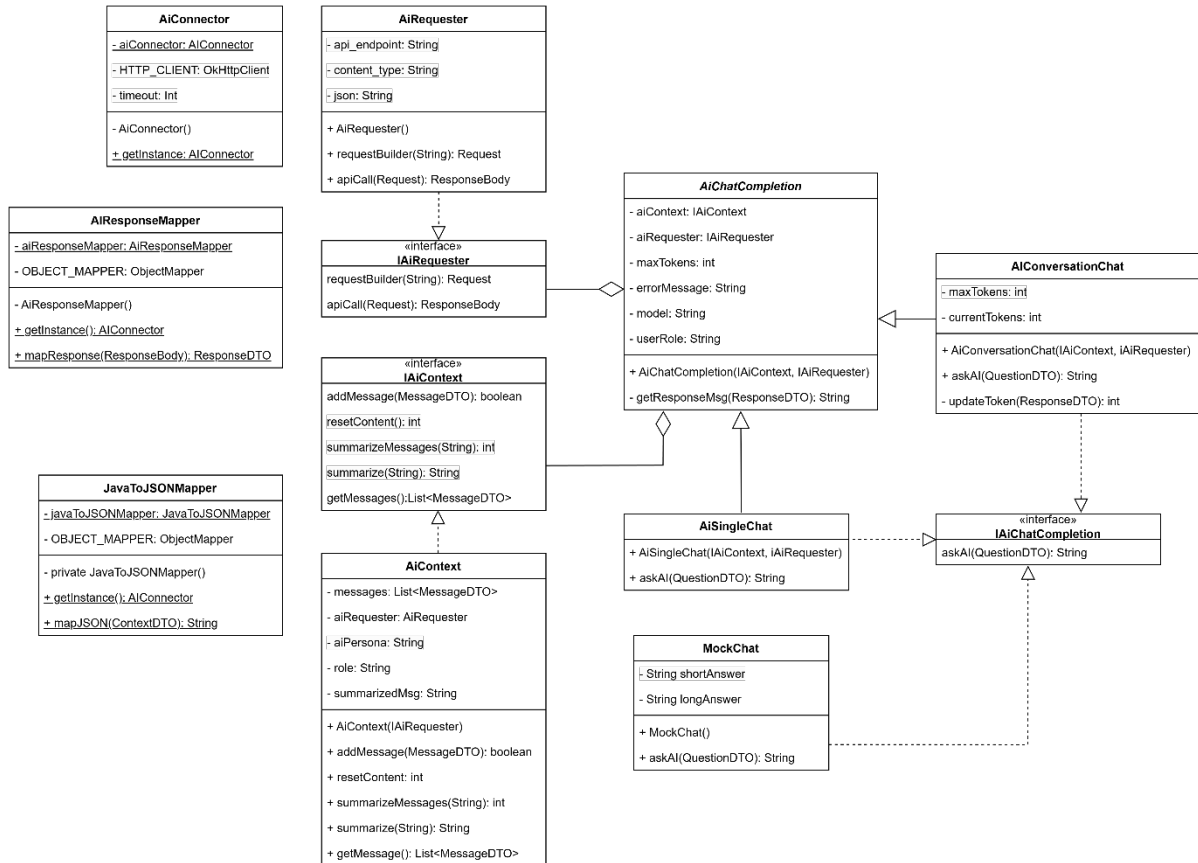 AiConnector
- aiConnector: AIConnector
- HTTP_CLIENT: OkHttpClient
- timeout: Int
- AiConnector()
+ getInstance: AIConnector
AiRequester
- api_endpoint: String
- content_type: String
- json: String
+ AiRequester()
+ requestBuilder(String): Request
+ apiCall(Request): ResponseBody
AIResponseMapper
- aiResponseMapper: AiResponseMapper
- OBJECT_MAPPER: ObjectMapper
- AiResponseMapper()
+ getInstance(): AIConnector
+ mapResponse(ResponseBody): ResponseDTO
«interface»
IAiRequester
requestBuilder(String): Request
apiCall(Request): ResponseBody
AiChatCompletion
- aiContext: IAiContext
- aiRequester: IAiRequester
- maxTokens: int
- errorMessage: String
- model: String
- userRole: String
+ AiChatCompletion(IAiContext, IAiRequester)
- getResponseMsg(ResponseDTO): String
AIConversationChat
- maxTokens: int
- currentTokens: int
+ AiConversationChat(IAiContext, iAiRequester)
+ askAI(QuestionDTO): String
- updateToken(ResponseDTO): int
«interface»
IAiContext
addMessage(MessageDTO): boolean
resetContent(): int
summarizeMessages(String): int
summarize(String): String
getMessages():List<MessageDTO>
JavaToJSONMapper
- javaToJSONMapper: JavaToJSONMapper
- OBJECT_MAPPER: ObjectMapper
- private JavaToJSONMapper()
+ getInstance(): AIConnector
+ mapJSON(ContextDTO): String
AiContext
- messages: List<MessageDTO>
- aiRequester: AiRequester
- aiPersona: String
- role: String
- summarizedMsg: String
+ AiContext(IAiRequester)
+ addMessage(MessageDTO): boolean
+ resetContent: int
+ summarizeMessages(String): int
+ summarize(String): String
+ getMessage(): List<MessageDTO>
AiSingleChat
+ AiSingleChat(IAiContext, iAiRequester)
+ askAI(QuestionDTO): String
«interface»
IAiChatCompletion
askAI(QuestionDTO): String
MockChat
- String shortAnswer
- String longAnswer
+ MockChat()
+ askAI(QuestionDTO): String